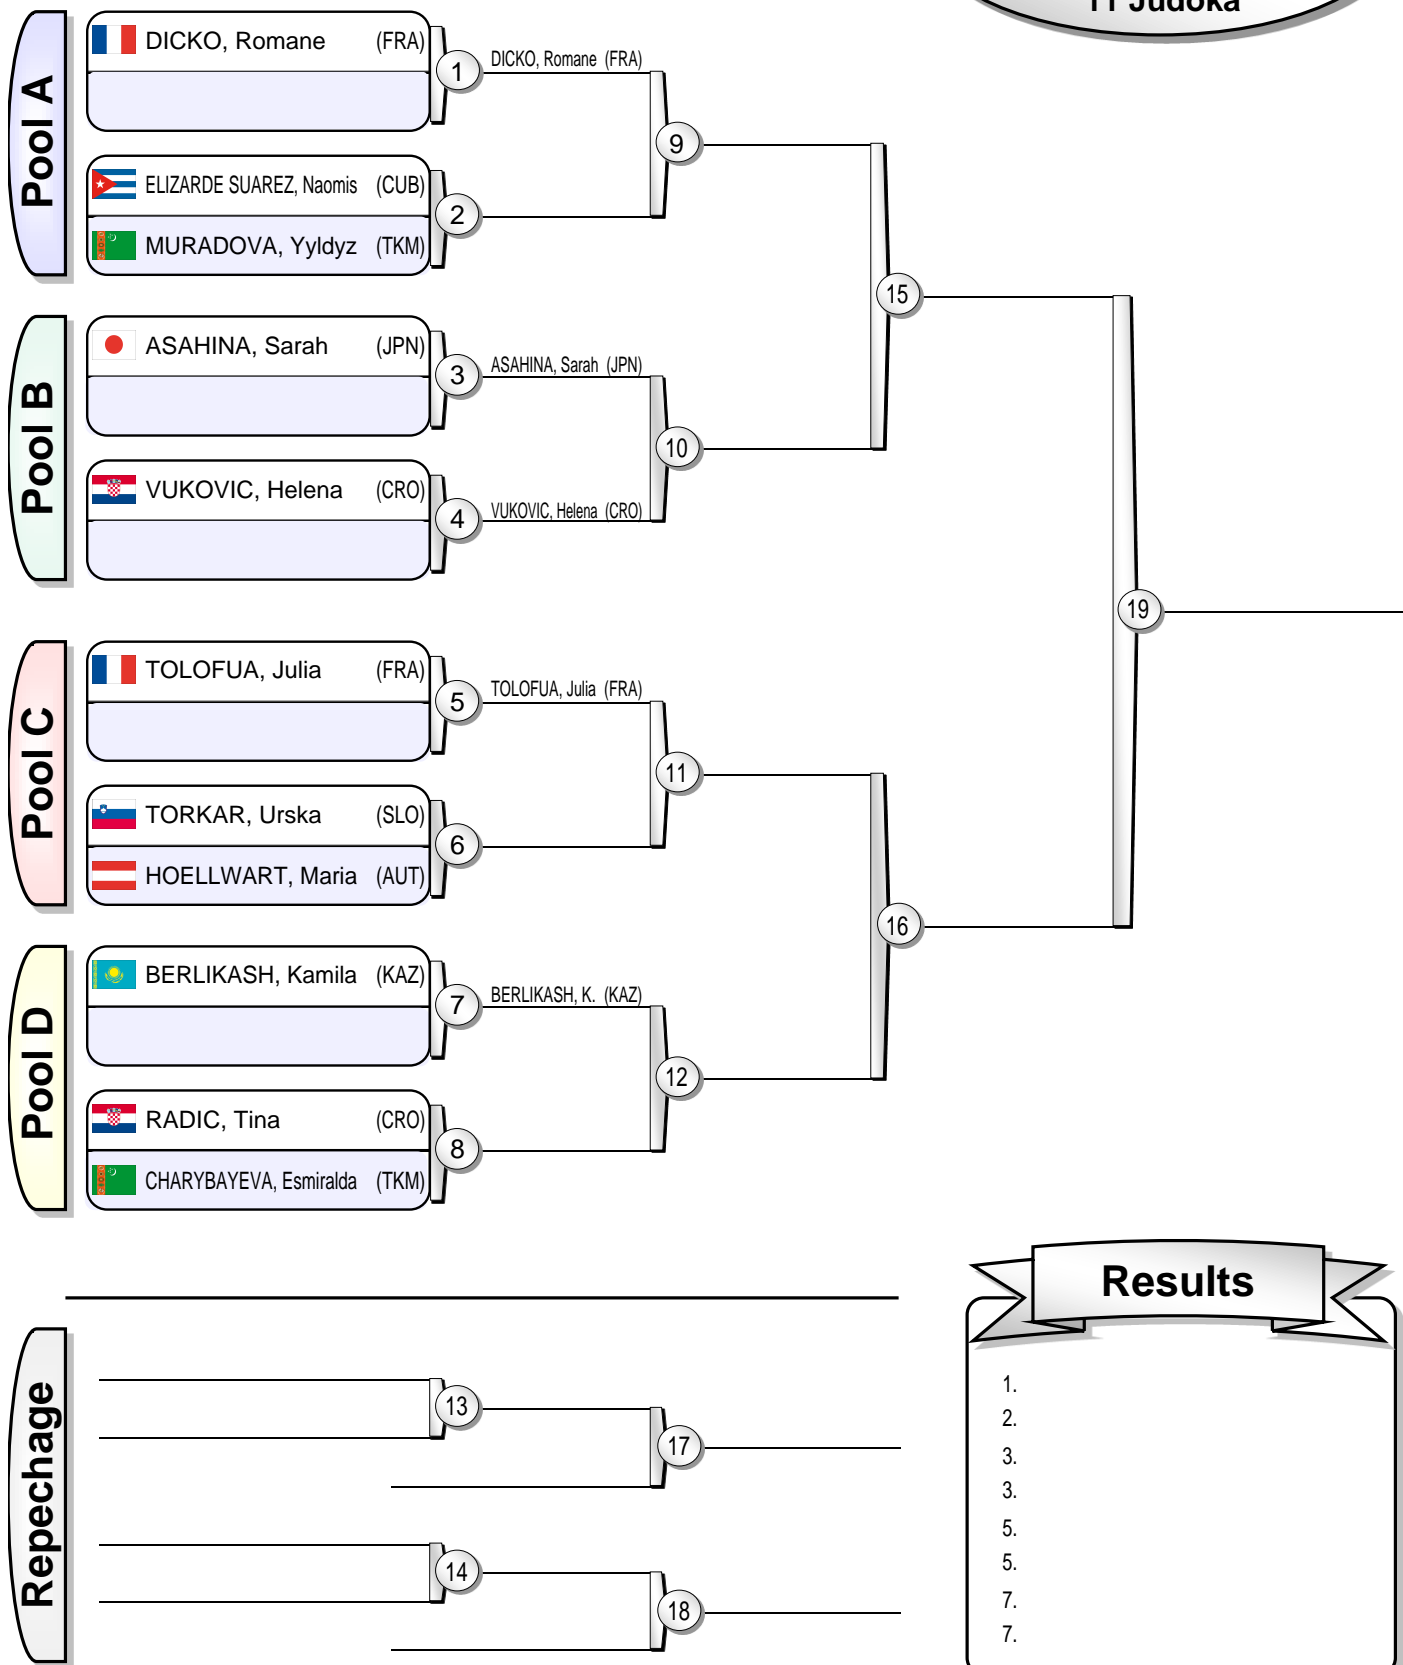 11 Judoka
Pool A
DICKO, Romane (FRA)
1
DICKO, Romane (FRA)
9
ELIZARDE SUAREZ, Naomis (CUB)
2
MURADOVA, Yyldyz (TKM)
15
Pool B
ASAHINA, Sarah (JPN)
3
ASAHINA, Sarah (JPN)
10
VUKOVIC, Helena (CRO)
4
VUKOVIC, Helena (CRO)
19
Pool C
TOLOFUA, Julia (FRA)
5
TOLOFUA, Julia (FRA)
11
TORKAR, Urska (SLO)
6
HOELLWART, Maria (AUT)
16
Pool D
BERLIKASH, Kamila (KAZ)
7
BERLIKASH, K. (KAZ)
12
RADIC, Tina (CRO)
8
CHARYBAYEVA, Esmiralda (TKM)
Repechage
13
17
14
18
Results
1.
2.
3.
3.
5.
5.
7.
7.